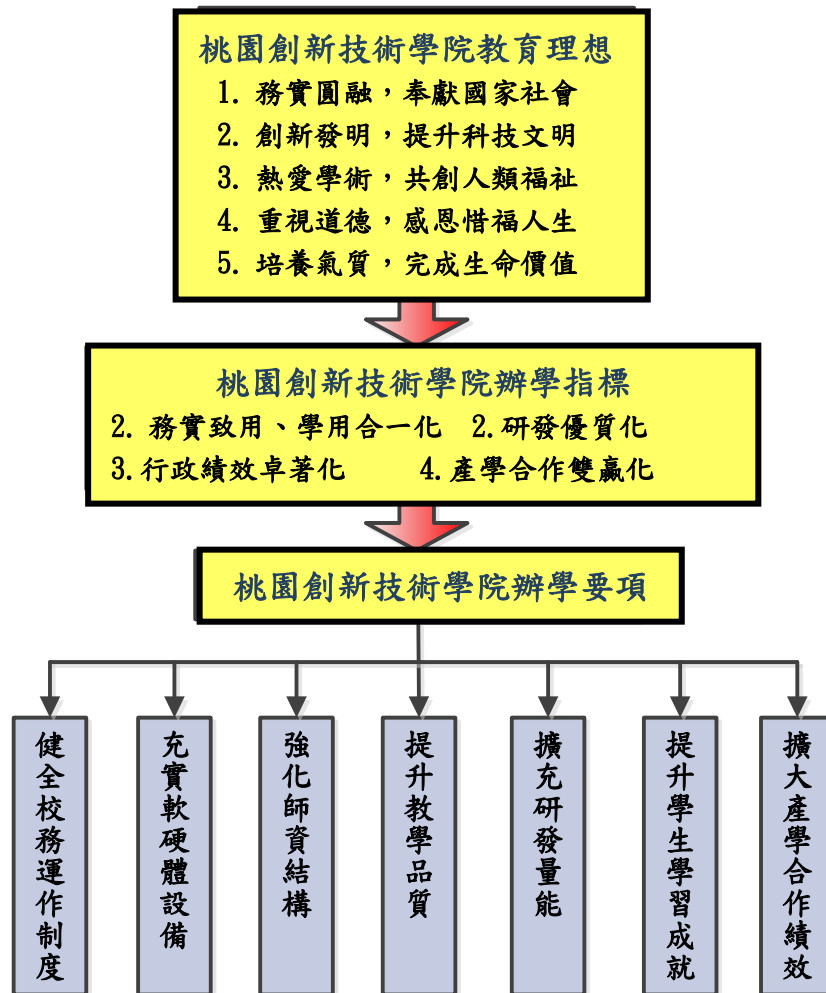 桃園創新技術學院教育理想
1. 務實圓融，奉獻國家社會
2. 創新發明，提升科技文明
3. 熱愛學術，共創人類福祉
4. 重視道德，感恩惜福人生
5. 培養氣質，完成生命價值
桃園創新技術學院辦學指標
2. 務實致用、學用合一化 2.研發優質化
3.行政績效卓著化 4.產學合作雙贏化
桃園創新技術學院辦學要項
健全校務運作制度
充實軟硬體設備
強化師資結構
提升教學品質
擴充研發量能
提升學生學習成就
擴大產學合作績效